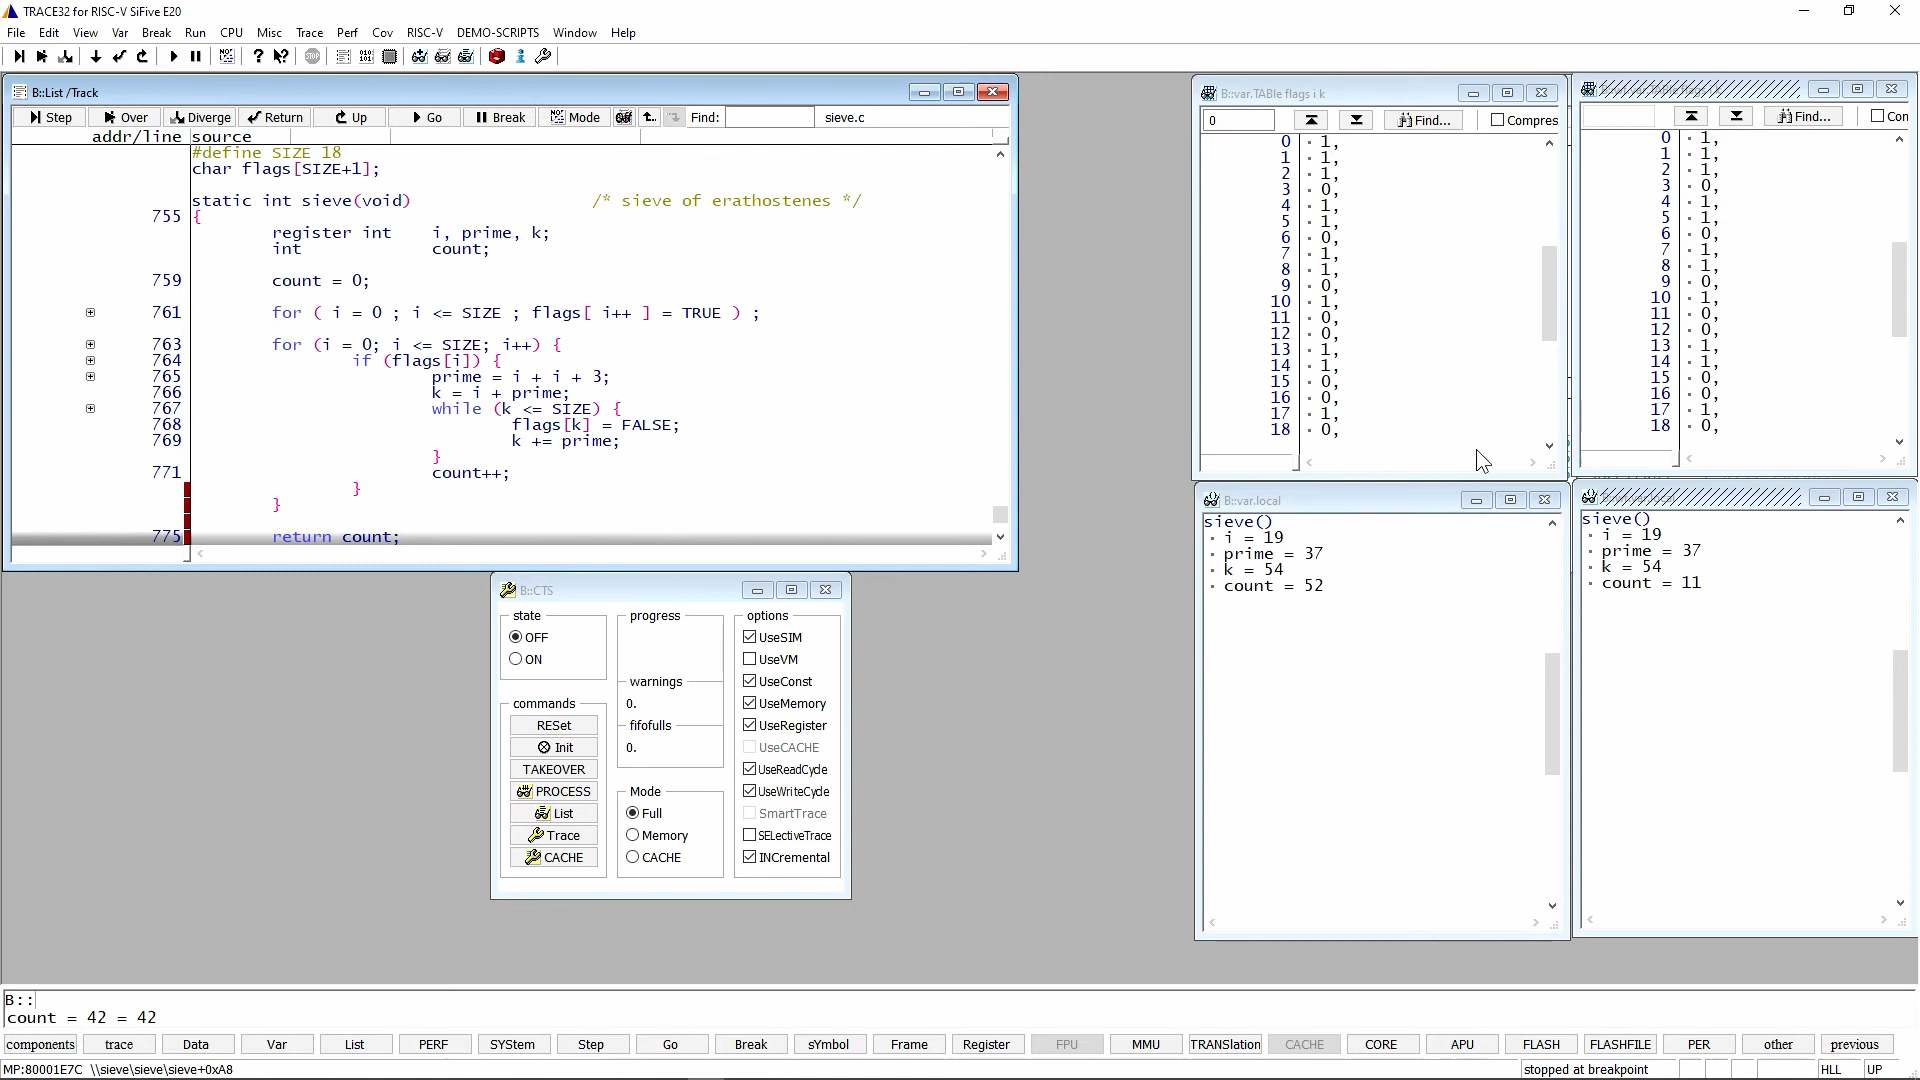 TRACE32 for RISC-V SiFive E20
File Edit View Var Break Run CPU Misc Trace Perf Cov RISC-V DEMO-SCRIPTS Window Help
B::List /Track
Step Over Diverge Return Up Go Break Mode Find: sieve.c
addr/line source
#define SIZE 18
char flags[SIZE+1];
static int sieve(void) /* sieve of erathostenes */
755 {
register int i, prime, k;
int count;
759 count = 0;
761 for ( i = 0 ; i <= SIZE ; flags[ i++ ] = TRUE ) ;
763 for (i = 0; i <= SIZE; i++) {
764 if (flags[i]) {
765 prime = i + i + 3;
766 k = i + prime;
767 while (k <= SIZE) {
768 flags[k] = FALSE;
769 k += prime;
}
771 count++;
}
}
775 return count;
B::var.TABle flags i k
0 Find... Compres
0 1,
1 1,
2 1,
3 0,
4 1,
5 1,
6 0,
7 1,
8 1,
9 0,
10 1,
11 0,
12 0,
13 1,
14 1,
15 0,
16 0,
17 1,
18 0,
Find... Con
0 1,
1 1,
2 1,
3 0,
4 1,
5 1,
6 0,
7 1,
8 1,
9 0,
10 1,
11 0,
12 0,
13 1,
14 1,
15 0,
16 0,
17 1,
18 0,
B::var.local
sieve()
i = 19
prime = 37
k = 54
count = 52
sieve()
i = 19
prime = 37
k = 54
count = 11
B::CTS
state
OFF
ON
commands
RESet
Init
TAKEOVER
PROCESS
List
Trace
CACHE
progress
warnings
0.
fifofulls
0.
Mode
Full
Memory
CACHE
options
UseSIM
UseVM
UseConst
UseMemory
UseRegister
UseCACHE
UseReadCycle
UseWriteCycle
SmartTrace
SELectiveTrace
INCremental
B::
count = 42 = 42
components trace Data Var List PERF SYStem Step Go Break sYmbol Frame Register FPU MMU TRANSlation CACHE CORE APU FLASH FLASHFILE PER other previous
MP:80001E7C \\sieve\sieve\sieve+0xA8 stopped at breakpoint HLL UP